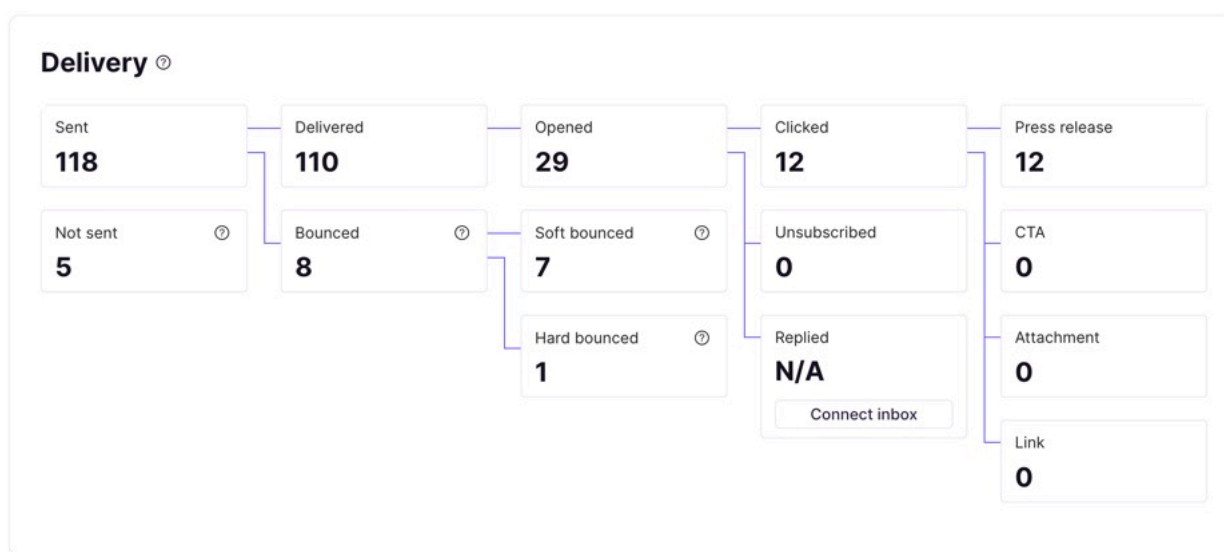 Delivery
Sent
118
Delivered
110
Opened
29
Clicked
12
Press release
12
Not sent
5
Bounced
8
Soft bounced
7
Unsubscribed
0
CTA
0
Hard bounced
1
Replied
N/A
Connect inbox
Attachment
0
Link
0